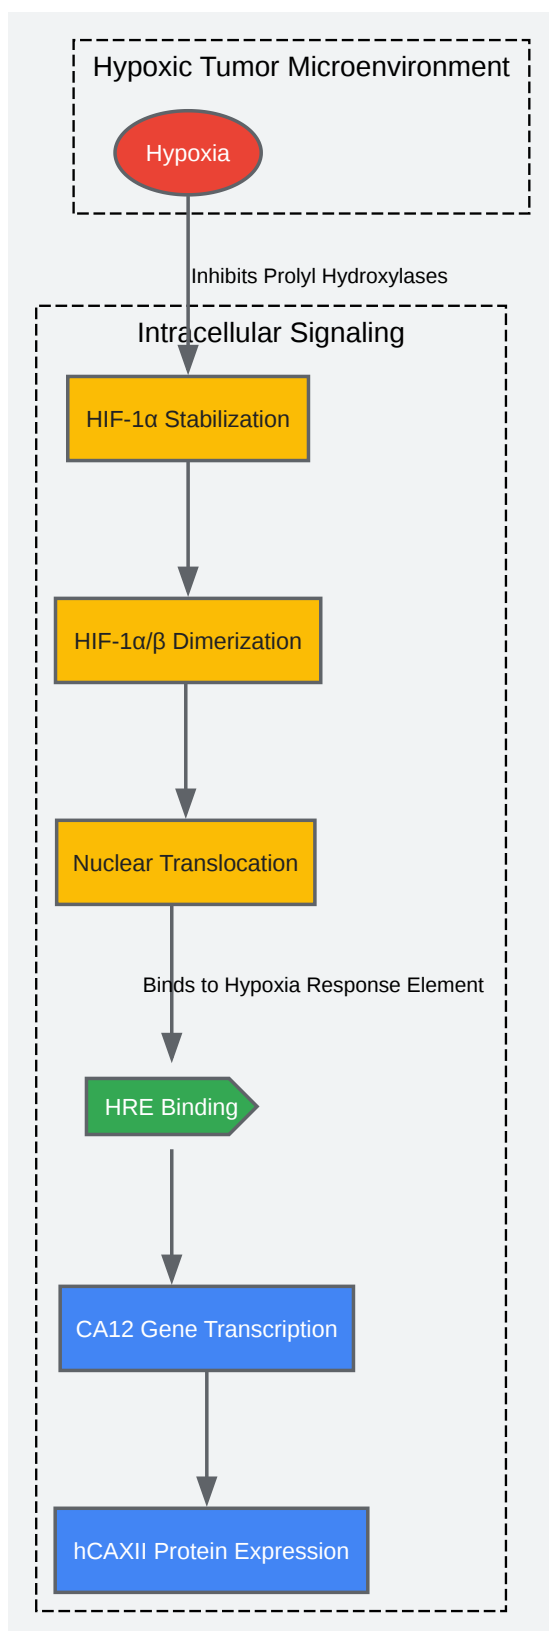 Hypoxic Tumor Microenvironment
Hypoxia
Inhibits Prolyl Hydroxylases
Intracellular Signaling
HIF-1α Stabilization
HIF-1α/β Dimerization
Nuclear Translocation
Binds to Hypoxia Response Element
HRE Binding
CA12 Gene Transcription
hCAXII Protein Expression